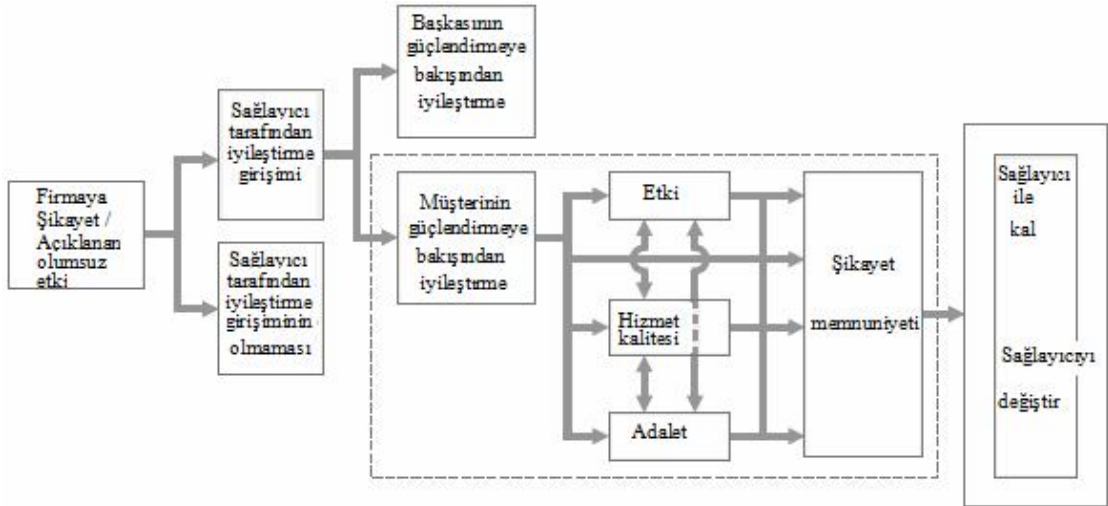 Başkasının
güçlendirmeye
bakışından
iyileştirme
Sağlayıcı
tarafından
iyileştirme
girişimi
Firmaya
Şikayet /
Açıklanan
olumsuz
etki
Sağlayıcı
tarafından
iyileştirme
girişiminin
olmaması
Müşterinin
güçlendirmeye
bakışından
iyileştirme
Etki
Hizmet
kalitesi
Adalet
Şikayet
memnuniyeti
Sağlayıcı
ile
kal
Sağlayıcıyı
değiştir